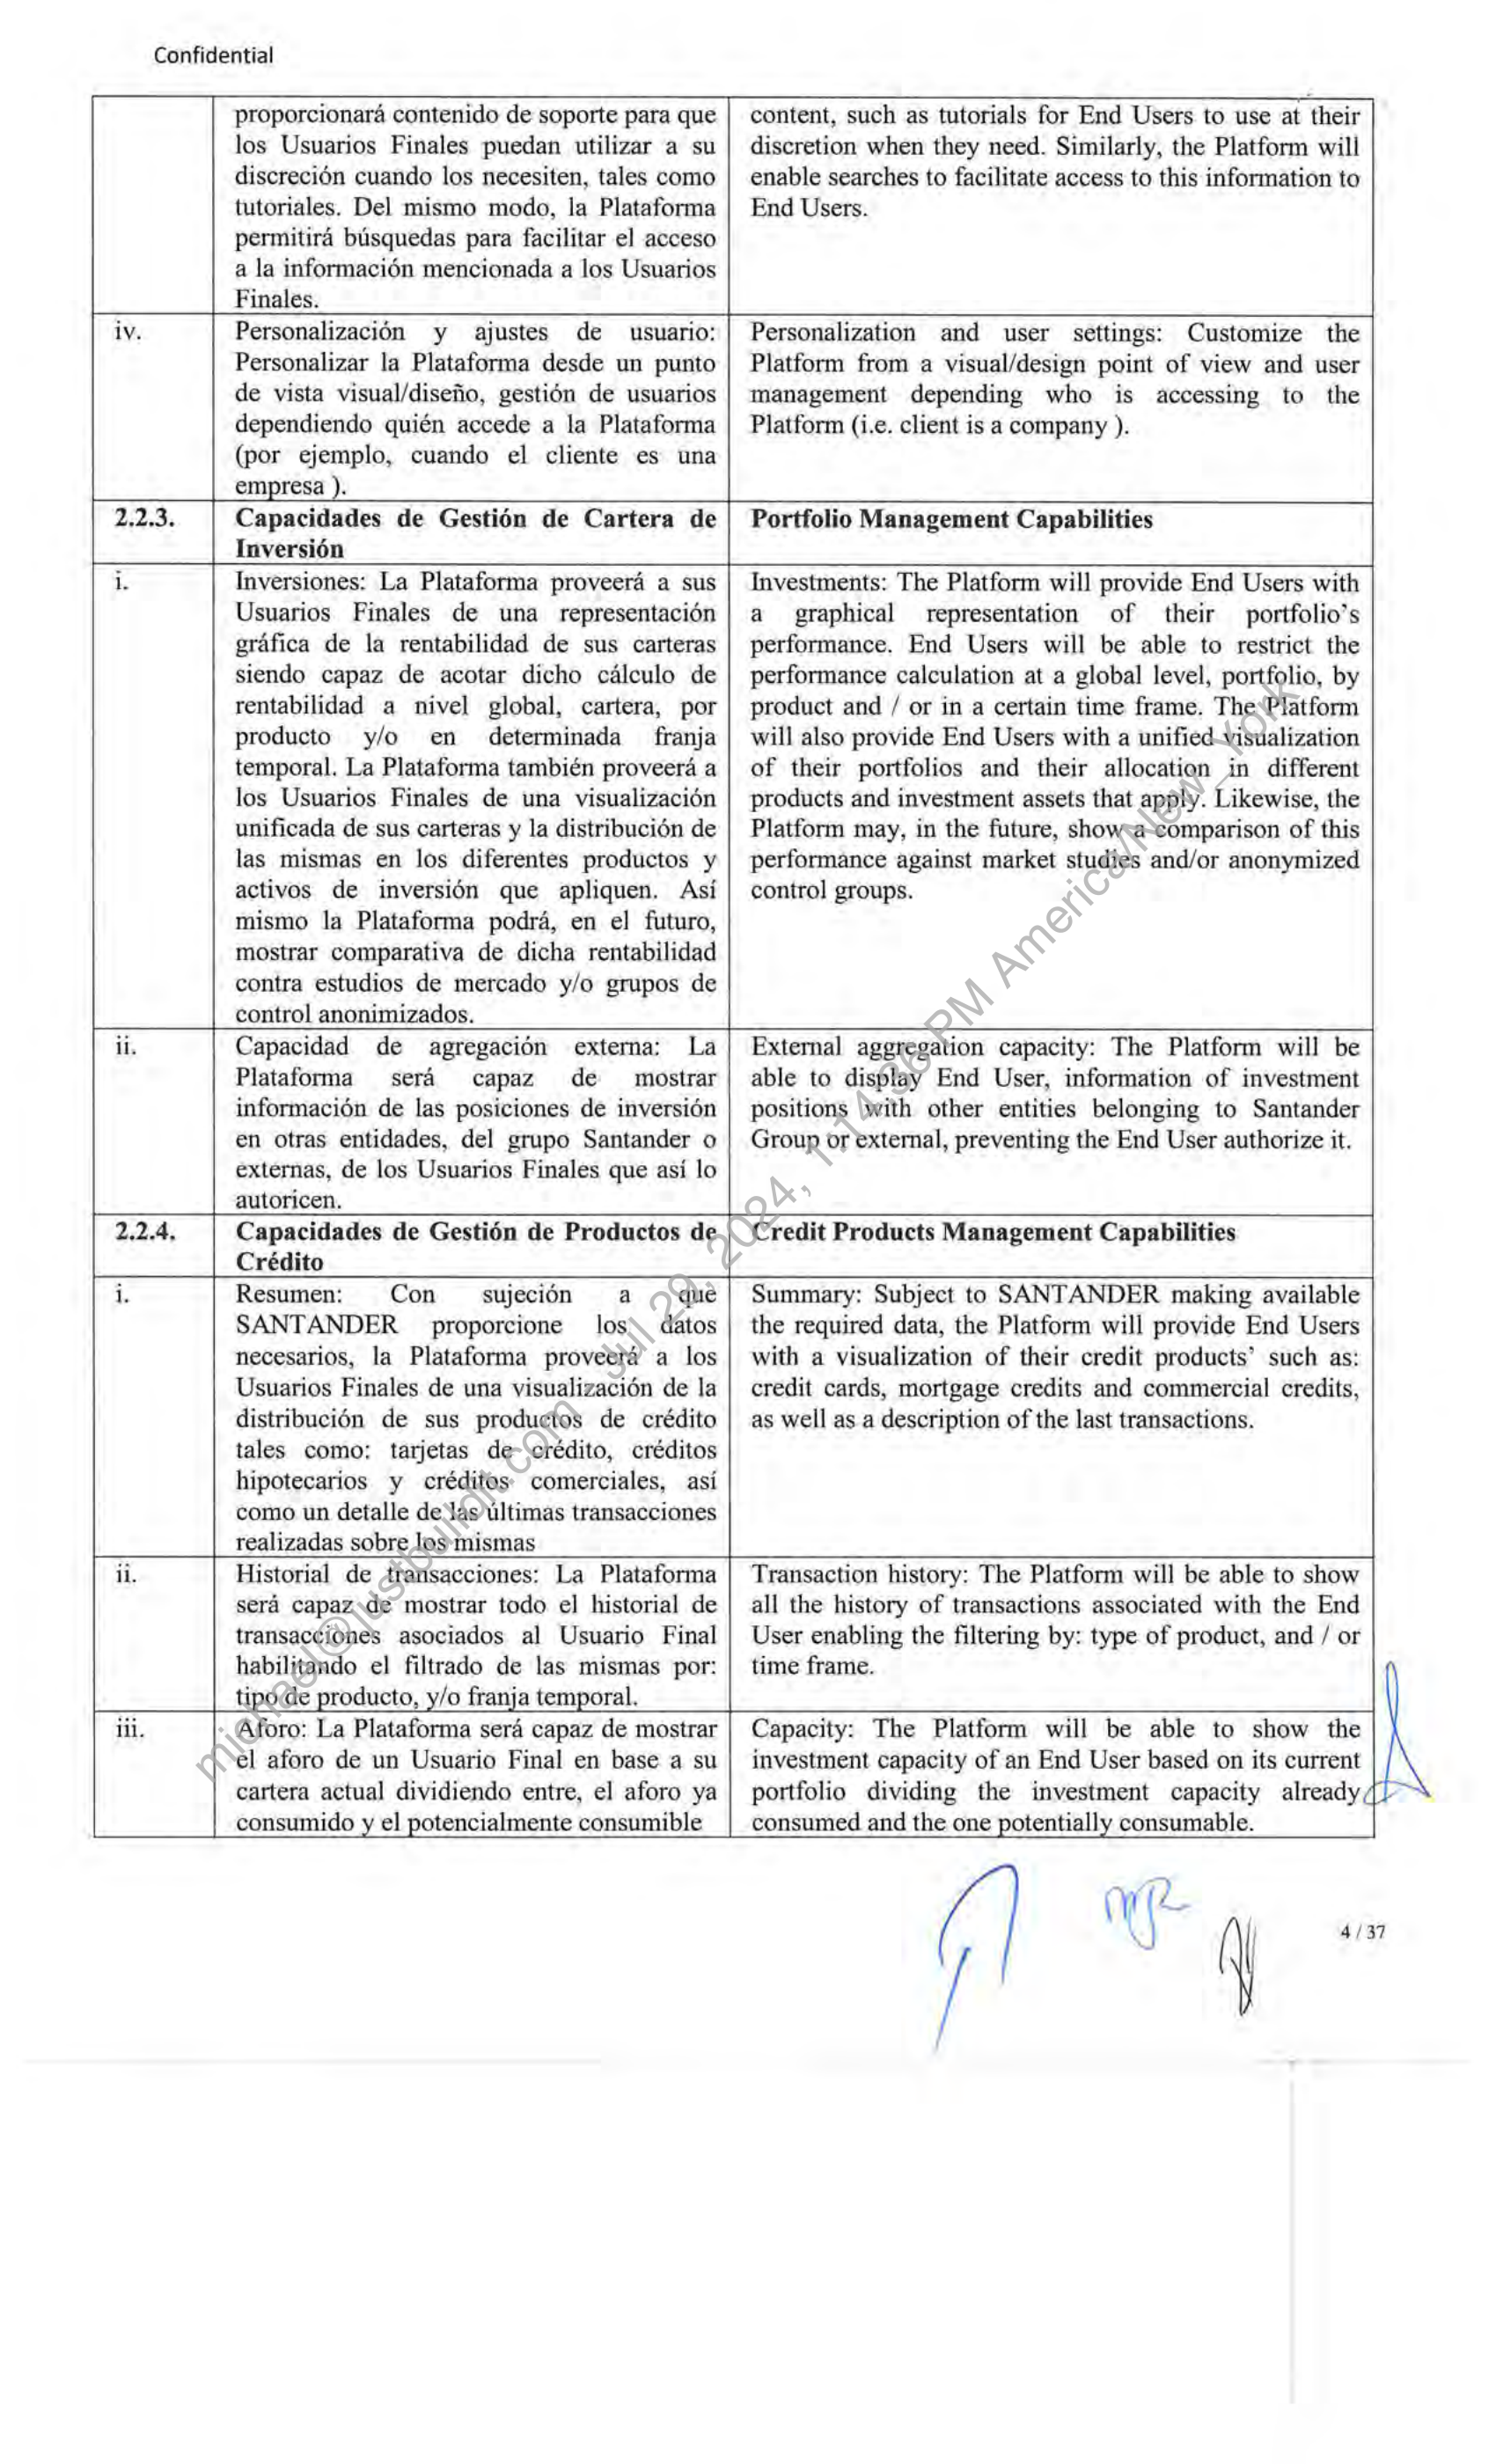 Confidential
proporcionará contenido de soporte para que
los Usuarios Finales puedan utilizar a su
discreción cuando los necesiten, tales como
tutoriales. Del mismo modo, la Plataforma
permitirá búsquedas para facilitar el acceso
a la información mencionada a los Usuarios
Finales.
content, such as tutorials for End Users to use at their
discretion when they need. Similarly, the Platform will
enable searches to facilitate access to this information to
End Users.
iv.
Personalización y ajustes de usuario:
Personalizar la Plataforma desde un punto
de vista visual/diseño, gestión de usuarios
dependiendo quién accede a la Plataforma
(por ejemplo, cuando el cliente es una
empresa ).
Personalization and user settings: Customize the
Platform from a visual/design point of view and user
management depending who is accessing to the
Platform (i.e. client is a company ).
2.2.3.
Capacidades de Gestión de Cartera de
Inversión
Portfolio Management Capabilities
i.
Inversiones: La Plataforma proveerá a sus
Usuarios Finales de una representación
gráfica de la rentabilidad de sus carteras
siendo capaz de acotar dicho cálculo de
rentabilidad a nivel global, cartera, por
producto y/o en determinada franja
temporal. La Plataforma también proveerá a
los Usuarios Finales de una visualización
unificada de sus carteras y la distribución de
las mismas en los diferentes productos y
activos de inversión que apliquen. Así
mismo la Plataforma podrá, en el futuro,
mostrar comparativa de dicha rentabilidad
contra estudios de mercado y/o grupos de
control anonimizados.
Investments: The Platform will provide End Users with
a graphical representation of their portfolio's
performance. End Users will be able to restrict the
performance calculation at a global level, portfolio, by
product and / or in a certain time frame. The Platform
will also provide End Users with a unified visualization
of their portfolios and their allocation in different
products and investment assets that apply. Likewise, the
Platform may, in the future, show a comparison of this
performance against market studies and/or anonymized
control groups.
ii.
Capacidad de agregación externa: La
Plataforma será capaz de mostrar
información de las posiciones de inversión
en otras entidades, del grupo Santander o
externas, de los Usuarios Finales que así lo
autoricen.
External aggregation capacity: The Platform will be
able to display End User, information of investment
positions with other entities belonging to Santander
Group or external, preventing the End User authorize it.
2.2.4.
Capacidades de Gestión de Productos de
Crédito
Credit Products Management Capabilities
i.
Resumen: Con sujeción a que
SANTANDER proporcione los datos
necesarios, la Plataforma proveerá a los
Usuarios Finales de una visualización de la
distribución de sus productos de crédito
tales como: tarjetas de crédito, créditos
hipotecarios y créditos comerciales, así
como un detalle de las últimas transacciones
realizadas sobre los mismas
Summary: Subject to SANTANDER making available
the required data, the Platform will provide End Users
with a visualization of their credit products' such as:
credit cards, mortgage credits and commercial credits,
as well as a description of the last transactions.
ii.
Historial de transacciones: La Plataforma
será capaz de mostrar todo el historial de
transacciones asociados al Usuario Final
habilitando el filtrado de las mismas por:
tipo de producto, y/o franja temporal.
Transaction history: The Platform will be able to show
all the history of transactions associated with the End
User enabling the filtering by: type of product, and / or
time frame.
iii.
Aforo: La Plataforma será capaz de mostrar
el aforo de un Usuario Final en base a su
cartera actual dividiendo entre, el aforo ya
consumido y el potencialmente consumible
Capacity: The Platform will be able to show the
investment capacity of an End User based on its current
portfolio dividing the investment capacity already
consumed and the one potentially consumable.
michael@justbuildit.com - Jul 29, 2024, 1:14:36 PM America/New_York
4 / 37